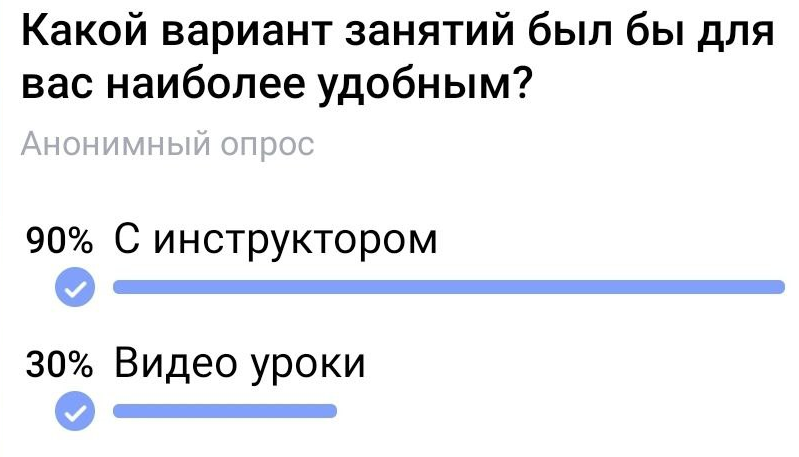 Какой вариант занятий был бы для
вас наиболее удобным?
Анонимный опрос
90% С инструктором
30% Видео уроки